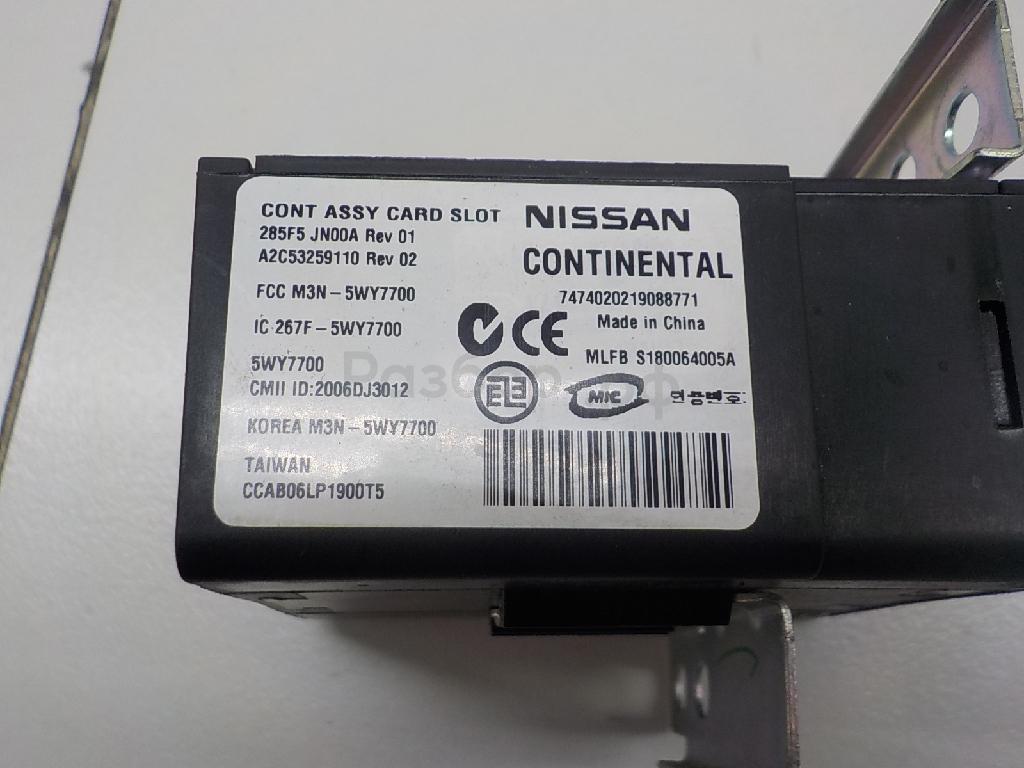 CONT ASSY CARD SLOT NISSAN
285F5 JN00A Rev 01
A2C53259110 Rev 02
CONTINENTAL
FCC M3N-5WY7700
7474020219088771
IC 267F-5WY7700
CE
Made in China
5WY7700
MLFB S180064005A
CMII ID:2006DJ3012
MIC
KOREA M3N-5WY7700
TAIWAN
CCAB06LP1900T5